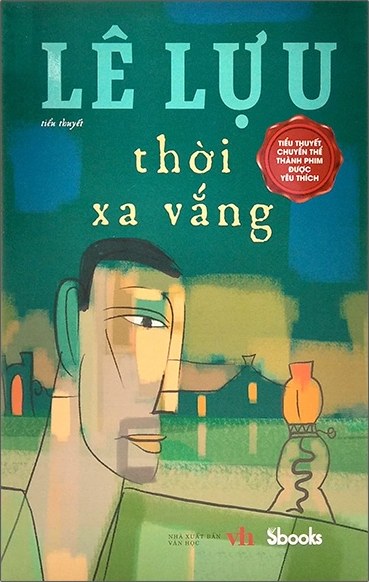 LÊ LỰU
tiểu thuyết
thời
xa vắng
TIỂU THUYẾT
CHUYỂN THỂ
THÀNH PHIM
ĐƯỢC
YÊU THÍCH
NHÀ XUẤT BẢN
VĂN HỌC
vh
Sbooks